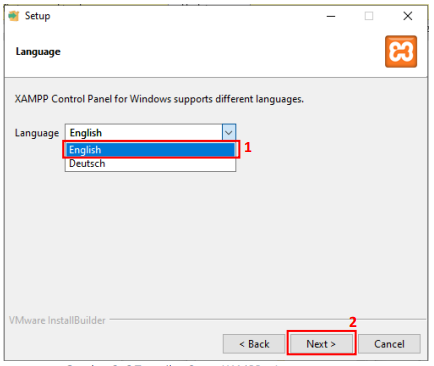 Setup
Language
XAMPP Control Panel for Windows supports different languages.
Language English
English 1
Deutsch
VMware InstallBuilder
2
< Back Next > Cancel